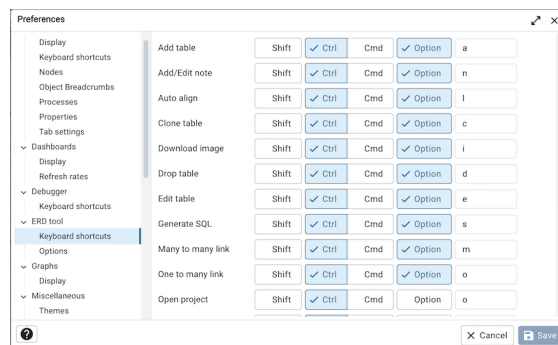 Preferences
Display
Keyboard shortcuts
Nodes
Object Breadcrumbs
Processes
Properties
Tab settings
Dashboards
Display
Refresh rates
Debugger
Keyboard shortcuts
ERD tool
Keyboard shortcuts
Options
Graphs
Display
Miscellaneous
Themes
Add table Shift Ctrl Cmd Option a
Add/Edit note Shift Ctrl Cmd Option n
Auto align Shift Ctrl Cmd Option l
Clone table Shift Ctrl Cmd Option c
Download image Shift Ctrl Cmd Option i
Drop table Shift Ctrl Cmd Option d
Edit table Shift Ctrl Cmd Option e
Generate SQL Shift Ctrl Cmd Option s
Many to many link Shift Ctrl Cmd Option m
One to many link Shift Ctrl Cmd Option o
Open project Shift Ctrl Cmd Option o
? × Cancel Save